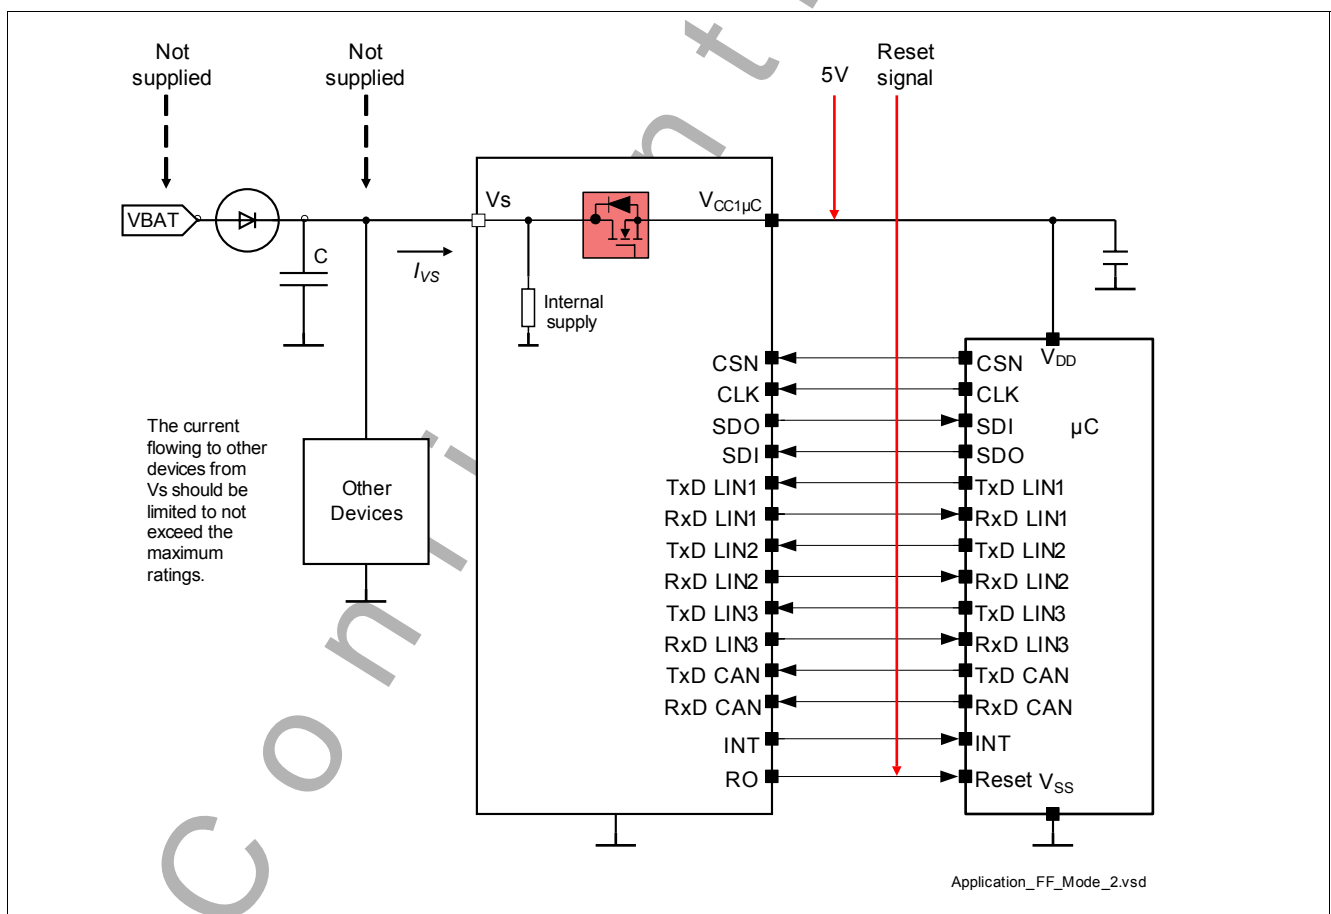 Not
supplied
Not
supplied
5V
Reset
signal
VBAT
C
IVS
Vs
VCC1µC
Internal
supply
The current
flowing to other
devices from
Vs should be
limited to not
exceed the
maximum
ratings.
Other
Devices
CSN
CLK
SDO
SDI
TxD LIN1
RxD LIN1
TxD LIN2
RxD LIN2
TxD LIN3
RxD LIN3
TxD CAN
RxD CAN
INT
RO
VDD
µC
CSN
CLK
SDI
SDO
TxD LIN1
RxD LIN1
TxD LIN2
RxD LIN2
TxD LIN3
RxD LIN3
TxD CAN
RxD CAN
INT
Reset VSS
Application_FF_Mode_2.vsd